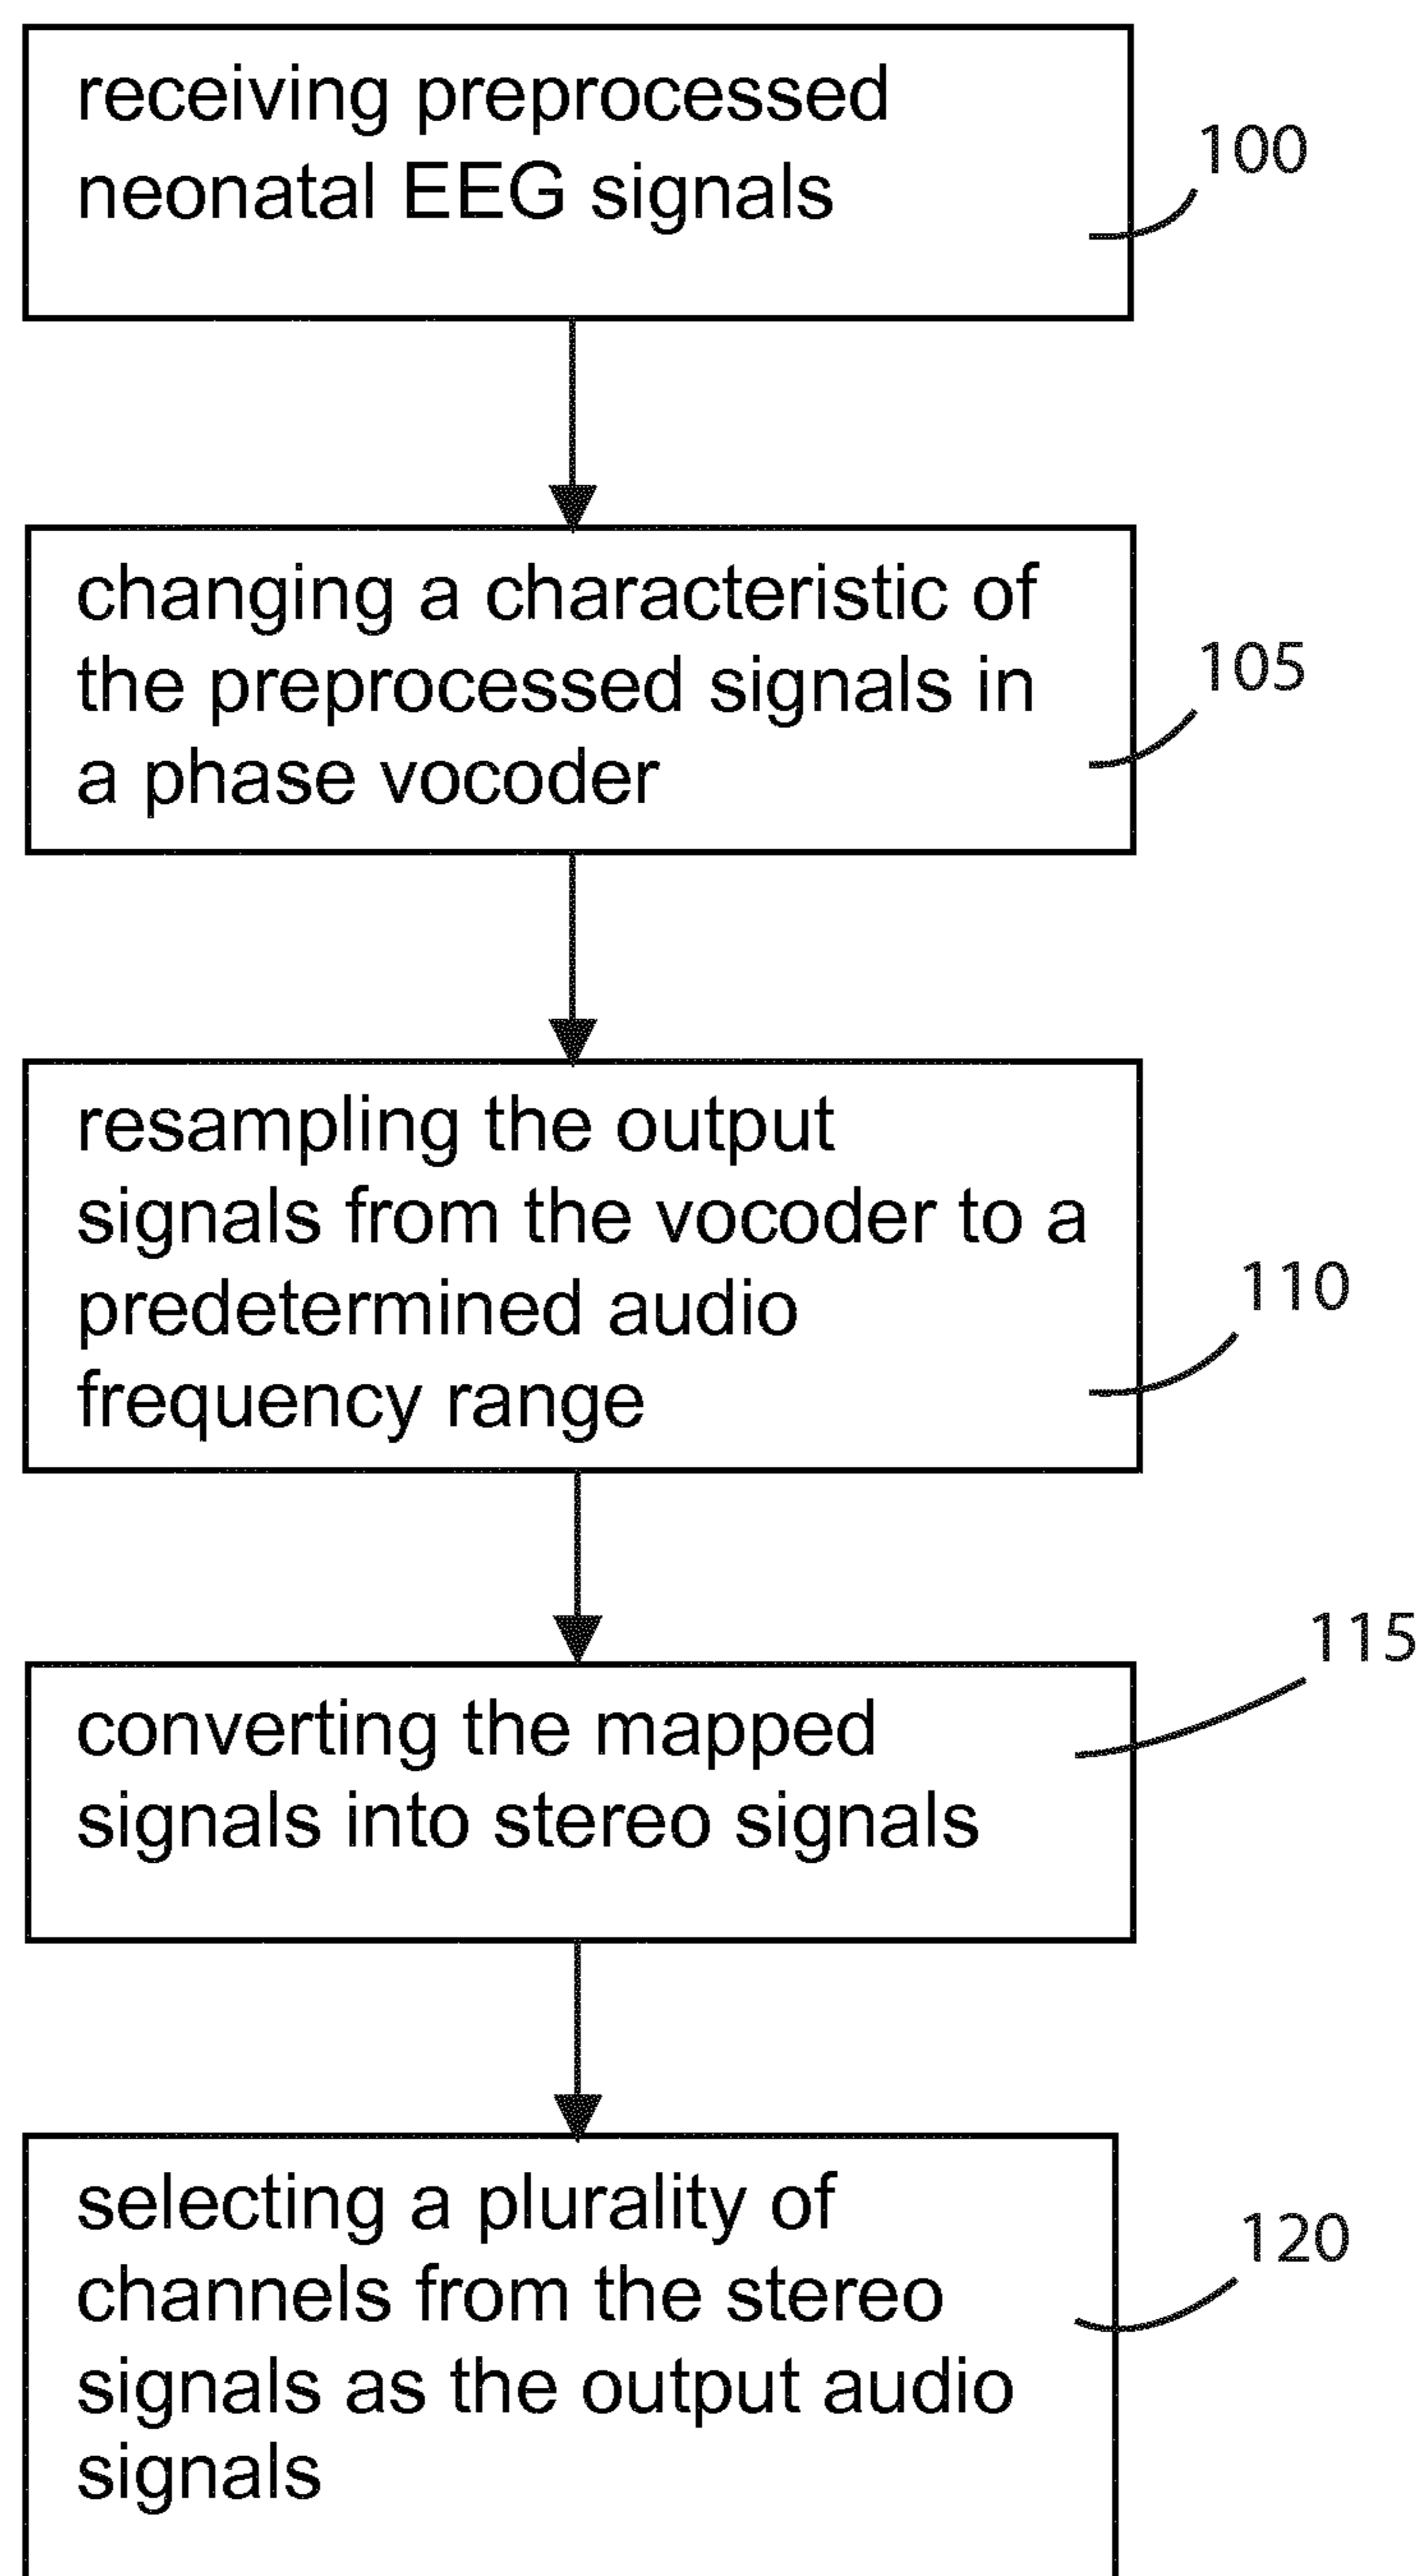 receiving preprocessed
neonatal EEG signals
100
changing a characteristic of
the preprocessed signals in
a phase vocoder
105
resampling the output
signals from the vocoder to a
predetermined audio
frequency range
110
converting the mapped
signals into stereo signals
115
selecting a plurality of
channels from the stereo
signals as the output audio
signals
120